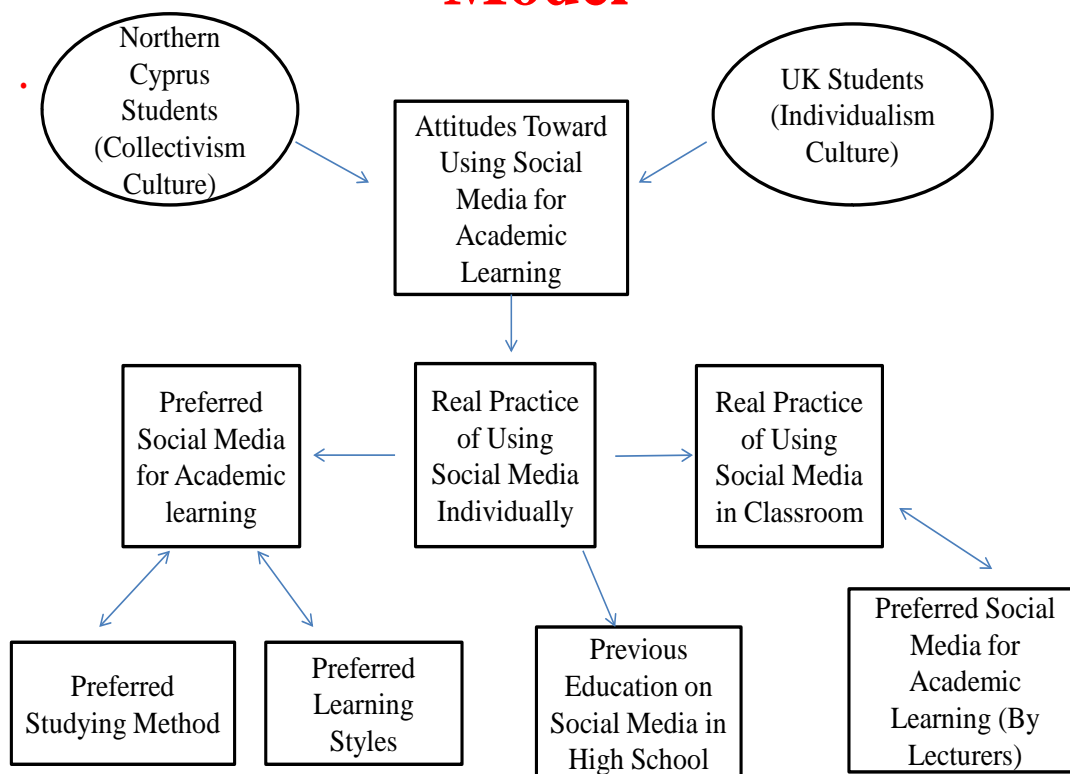 Model
Northern
Cyprus
Students
(Collectivism
Culture)
UK Students
(Individualism
Culture)
Attitudes Toward
Using Social
Media for
Academic
Learning
Preferred
Social Media
for Academic
learning
Real Practice
of Using
Social Media
Individually
Real Practice
of Using
Social Media
in Classroom
Preferred
Studying Method
Preferred
Learning
Styles
Previous
Education on
Social Media in
High School
Preferred Social
Media for
Academic
Learning (By
Lecturers)